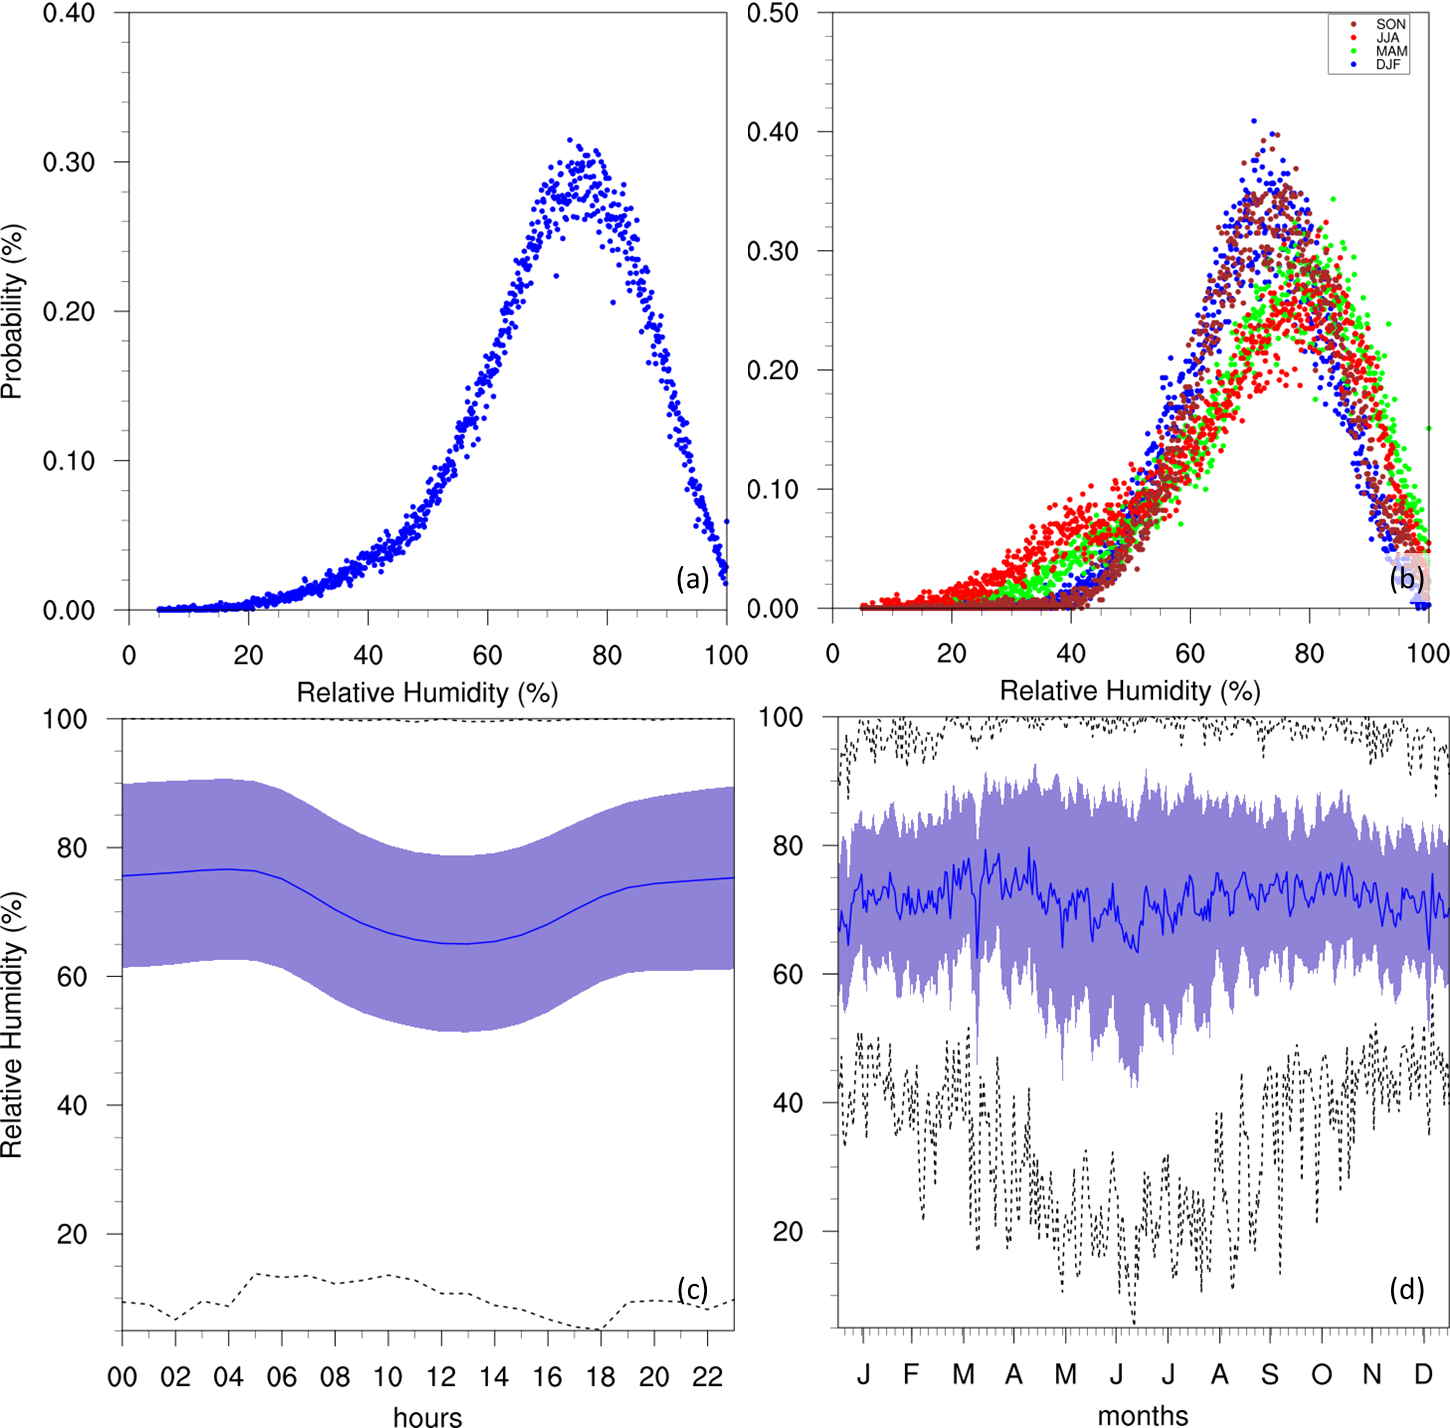 0.40
0.30
0.20
0.10
0.00
Probability (%)
0 20 40 60 80 100
Relative Humidity (%)
(a)
0.50
0.40
0.30
0.20
0.10
0.00
SON
JJA
MAM
DJF
0 20 40 60 80 100
Relative Humidity (%)
(b)
100
80
60
40
20
Relative Humidity (%)
00 02 04 06 08 10 12 14 16 18 20 22
hours
(c)
100
80
60
40
20
J F M A M J J A S O N D
months
(d)